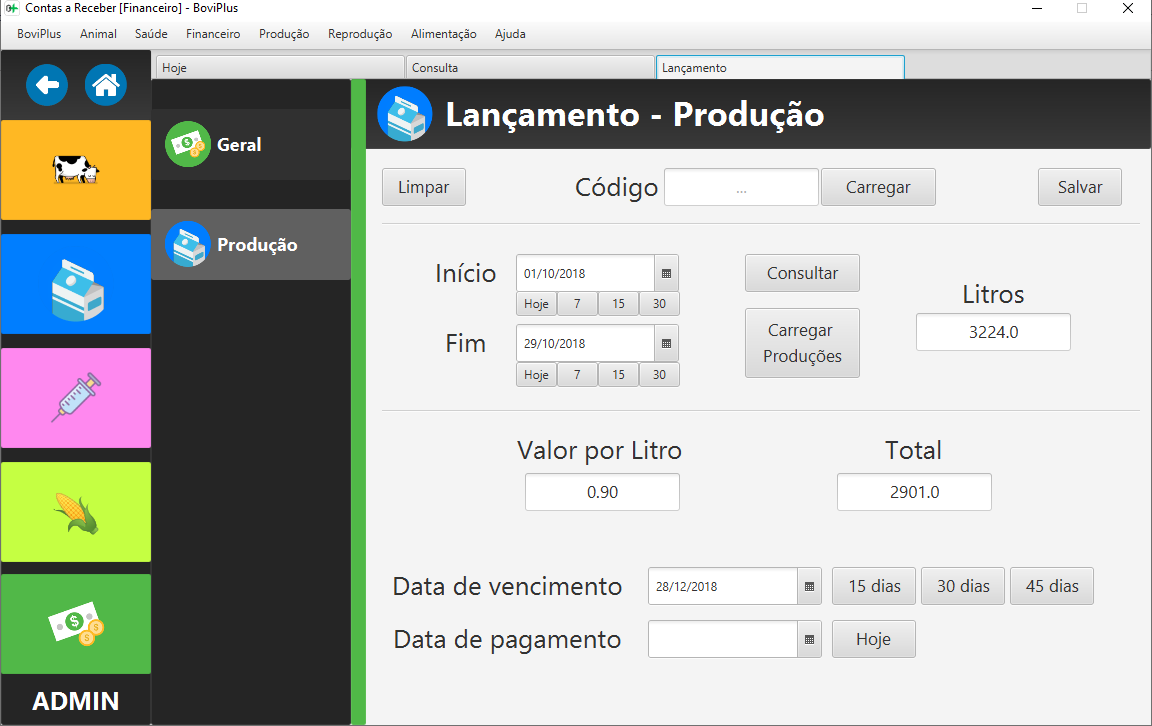 Contas a Receber [Financeiro] - BoviPlus
BoviPlus Animal Saúde Financeiro Produção Reprodução Alimentação Ajuda
Hoje Consulta Lançamento
Lançamento - Produção
Geral
Produção
Limpar Código ... Carregar Salvar
Início 01/10/2018 Consultar
Hoje 7 15 30
Litros
3224.0
Fim 29/10/2018
Carregar
Produções
Hoje 7 15 30
Valor por Litro Total
0.90 2901.0
Data de vencimento 28/12/2018 15 dias 30 dias 45 dias
Data de pagamento Hoje
ADMIN